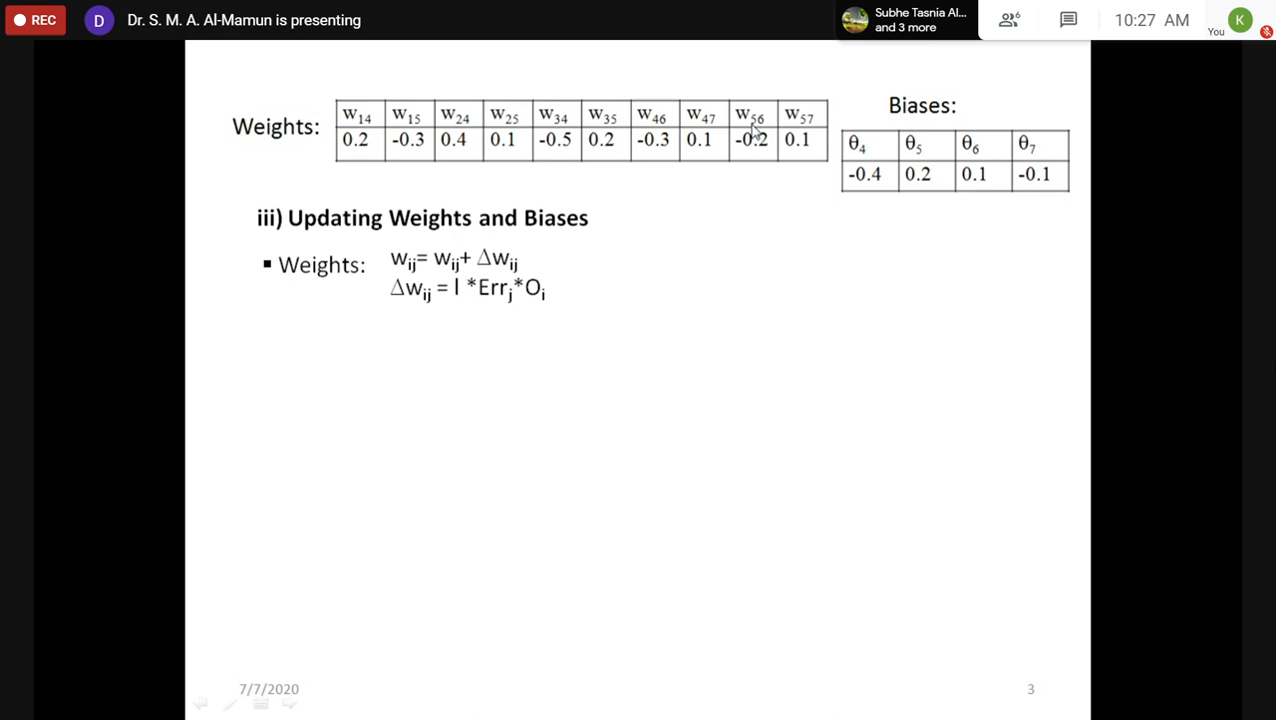 REC
D
Dr. S. M. A. Al-Mamun is presenting
Subhe Tasnia Al...
and 3 more
6
10:27 AM
K
You
Weights:
w14 w15 w24 w25 w34 w35 w46 w47 w56 w57
0.2 -0.3 0.4 0.1 -0.5 0.2 -0.3 0.1 -0.2 0.1
Biases:
θ4 θ5 θ6 θ7
-0.4 0.2 0.1 -0.1
iii) Updating Weights and Biases
▪ Weights: wij= wij+ Δwij
Δwij = l *Errj*Oi
7/7/2020
3